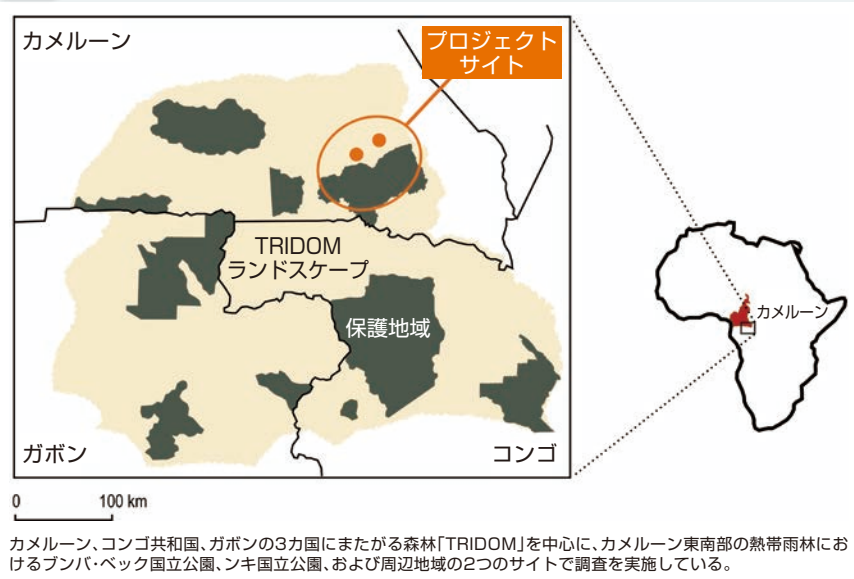 カメルーン
プロジェクト
サイト
TRIDOM
ランドスケープ
保護地域
カメルーン
ガボン
コンゴ
0 100 km
カメルーン、コンゴ共和国、ガボンの3カ国にまたがる森林「TRIDOM」を中心に、カメルーン東南部の熱帯雨林にお
けるブンバ・ベック国立公園、ンキ国立公園、および周辺地域の2つのサイトで調査を実施している。